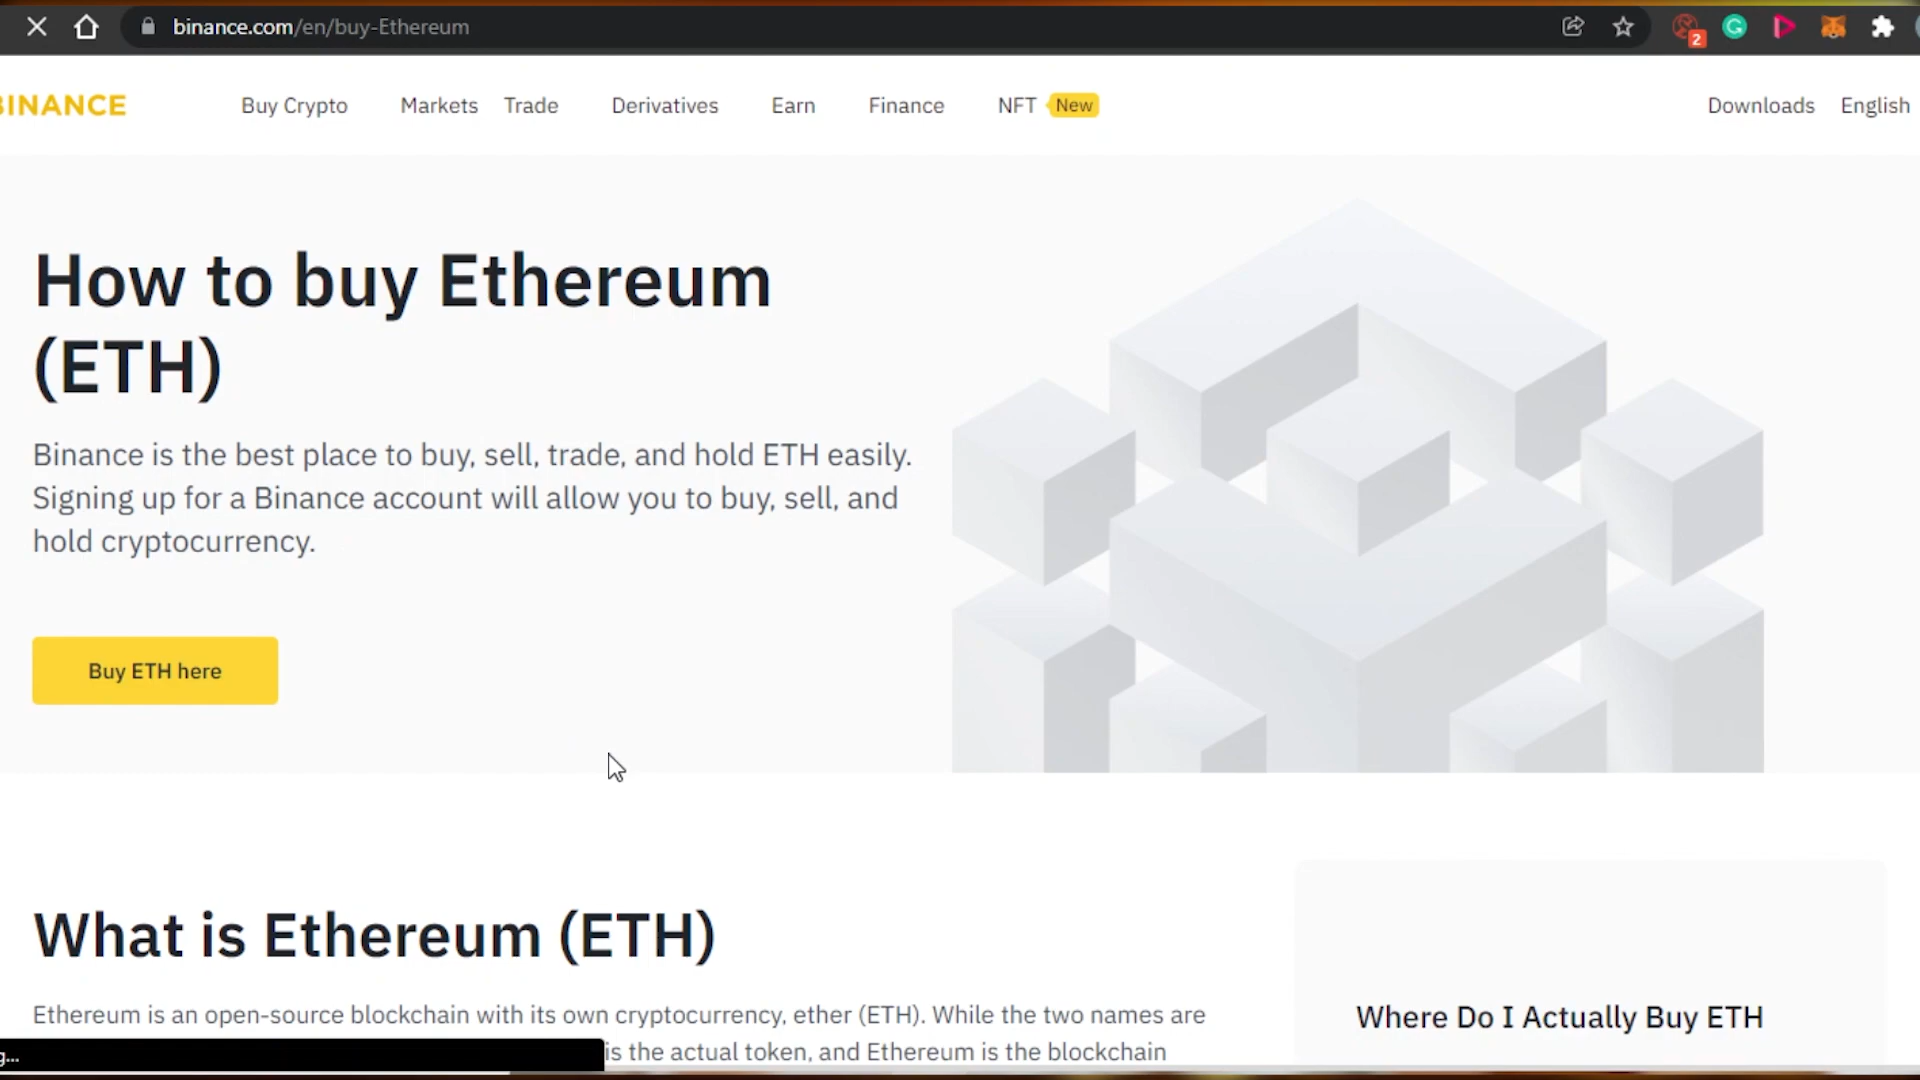 binance.com/en/buy-Ethereum
2
BINANCE
Buy Crypto Markets Trade Derivatives Earn Finance NFT New Downloads English
How to buy Ethereum
(ETH)
Binance is the best place to buy, sell, trade, and hold ETH easily.
Signing up for a Binance account will allow you to buy, sell, and
hold cryptocurrency.
Buy ETH here
What is Ethereum (ETH)
Ethereum is an open-source blockchain with its own cryptocurrency, ether (ETH). While the two names are
is the actual token, and Ethereum is the blockchain
Where Do I Actually Buy ETH